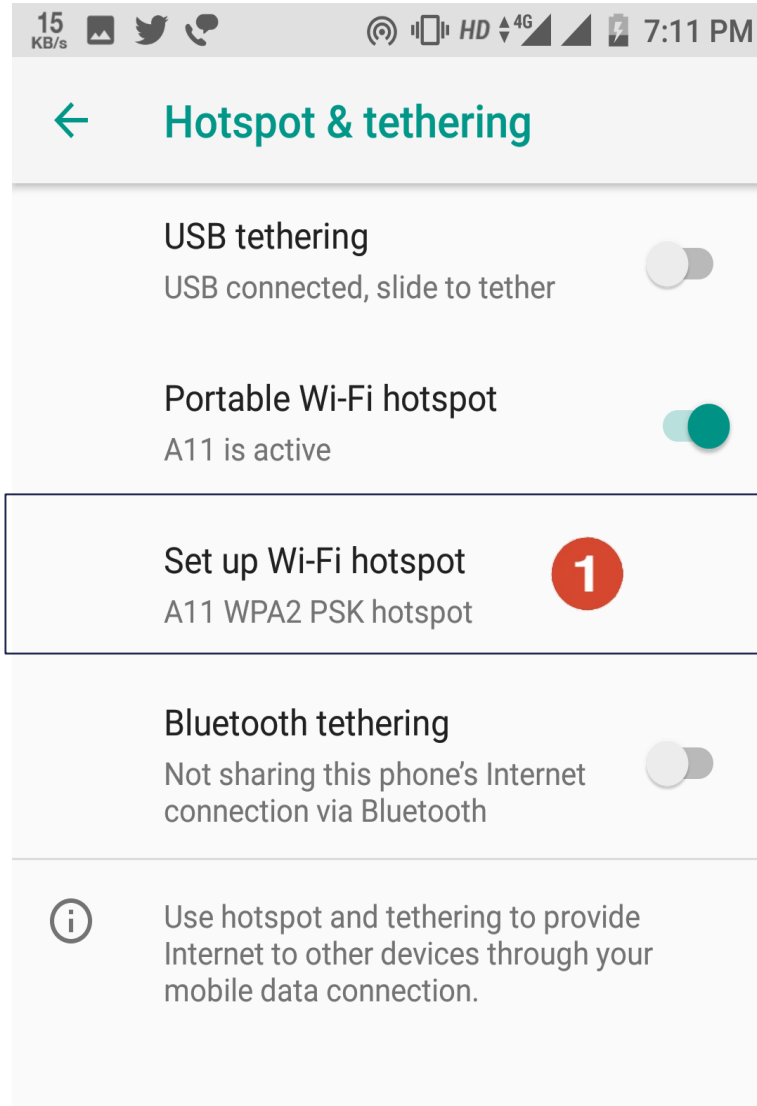 15 KB/s HD 4G 7:11 PM
Hotspot & tethering
USB tethering
USB connected, slide to tether
Portable Wi-Fi hotspot
A11 is active
Set up Wi-Fi hotspot
1
A11 WPA2 PSK hotspot
Bluetooth tethering
Not sharing this phone's Internet
connection via Bluetooth
Use hotspot and tethering to provide
Internet to other devices through your
mobile data connection.